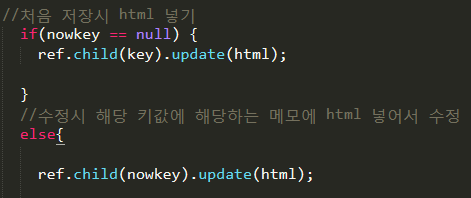 //처음 저장시 html 넣기
if(nowkey == null) {
ref.child(key).update(html);
}
//수정시 해당 키값에 해당하는 메모에 html 넣어서 수정
else{
ref.child(nowkey).update(html);